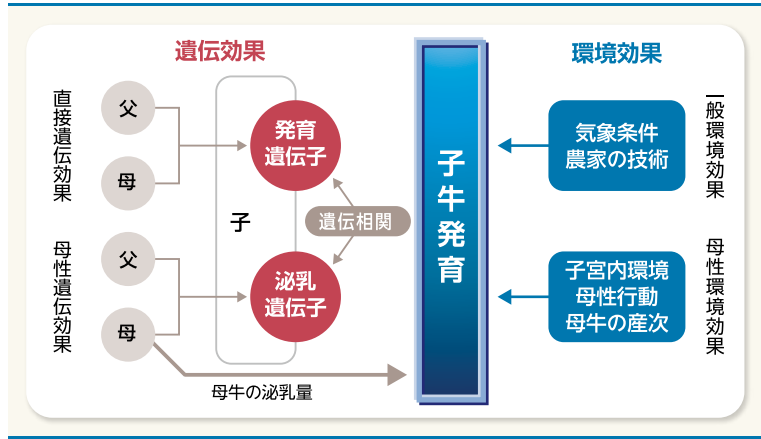 遺伝効果
環境効果
直接遺伝効果
父
母
発育
遺伝子
子
遺伝相関
母性遺伝効果
父
母
泌乳
遺伝子
母牛の泌乳量
子牛発育
気象条件
農家の技術
一般環境効果
子宮内環境
母性行動
母牛の産次
母性環境効果